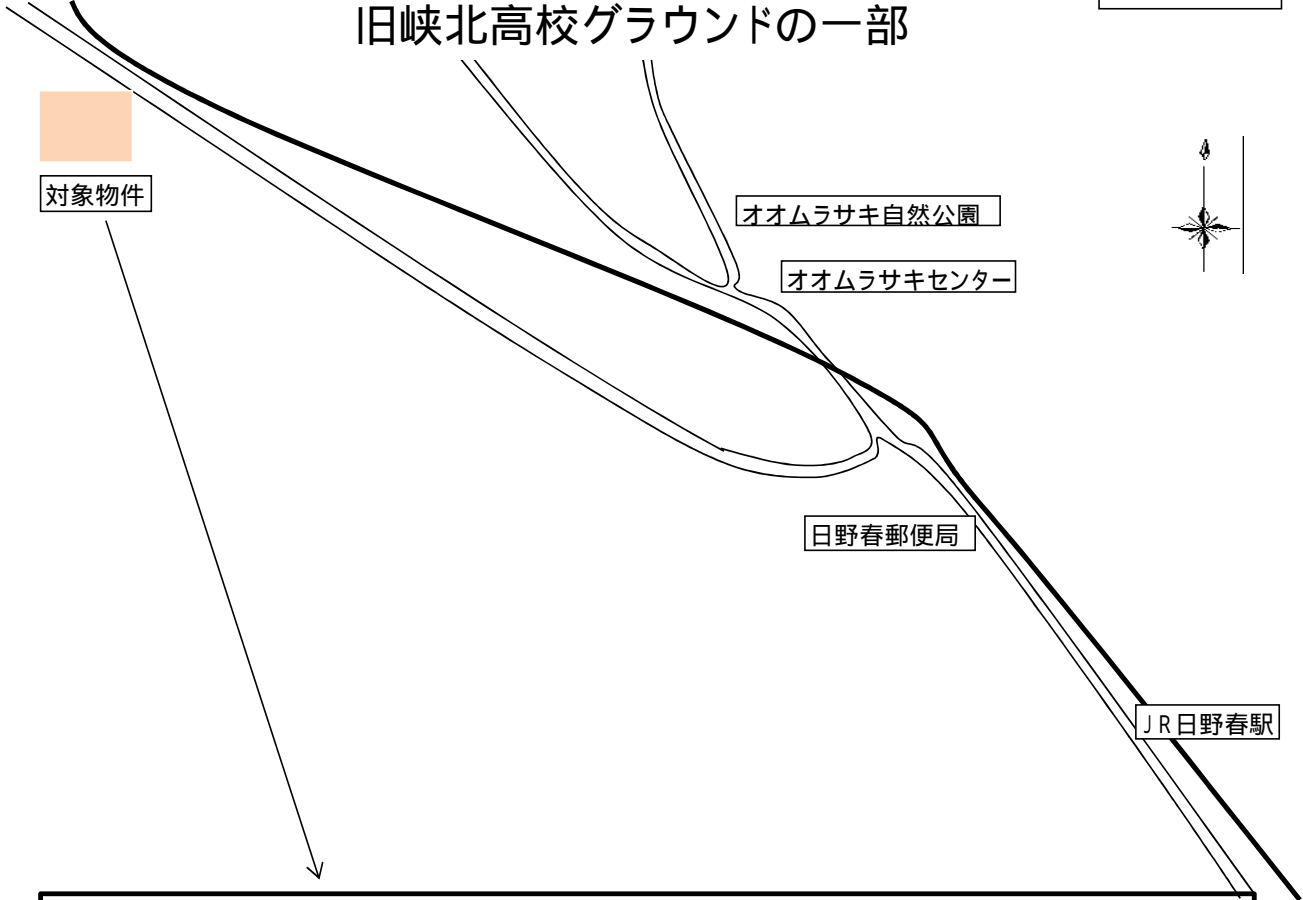 旧峡北高校グラウンドの一部
対象物件
オオムラサキ自然公園
オオムラサキセンター
日野春郵便局
ＪＲ日野春駅